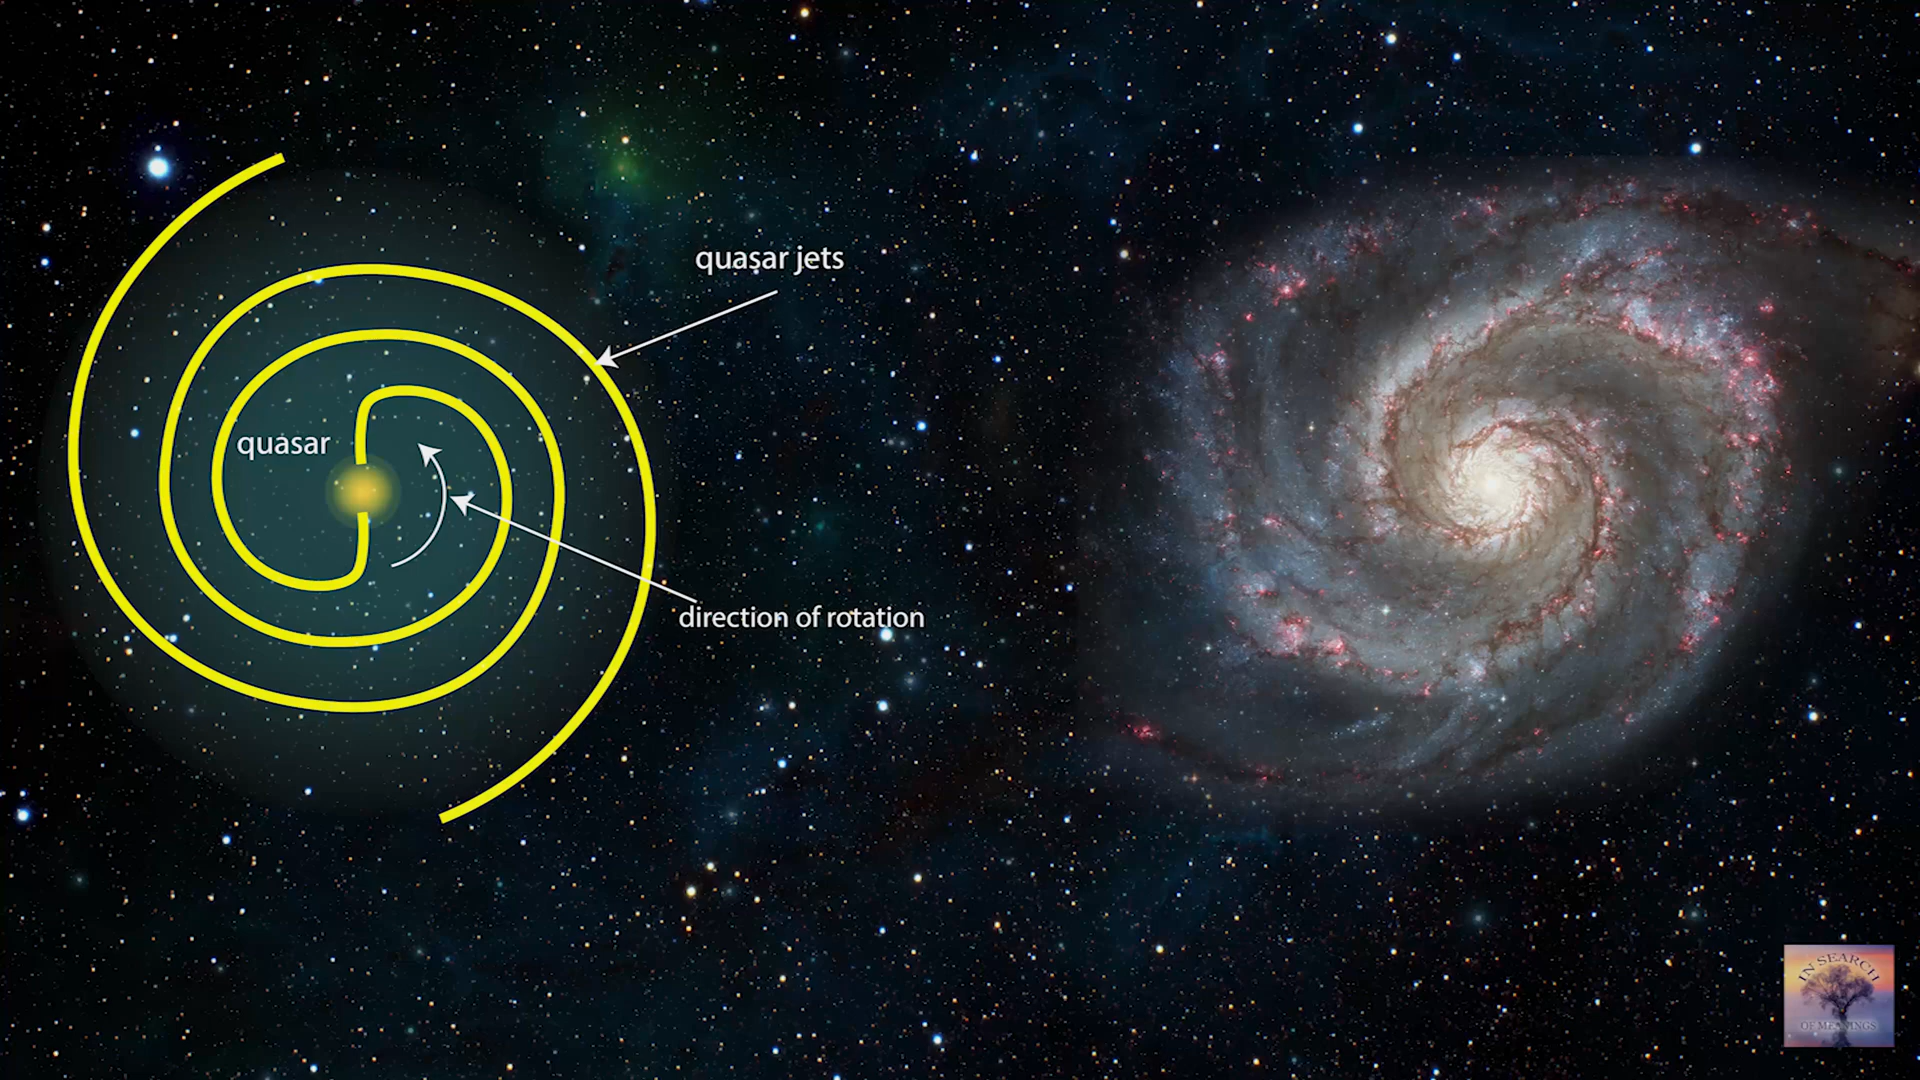 quasar jets
quasar
direction of rotation
IN SEARCH
OF MEANINGS